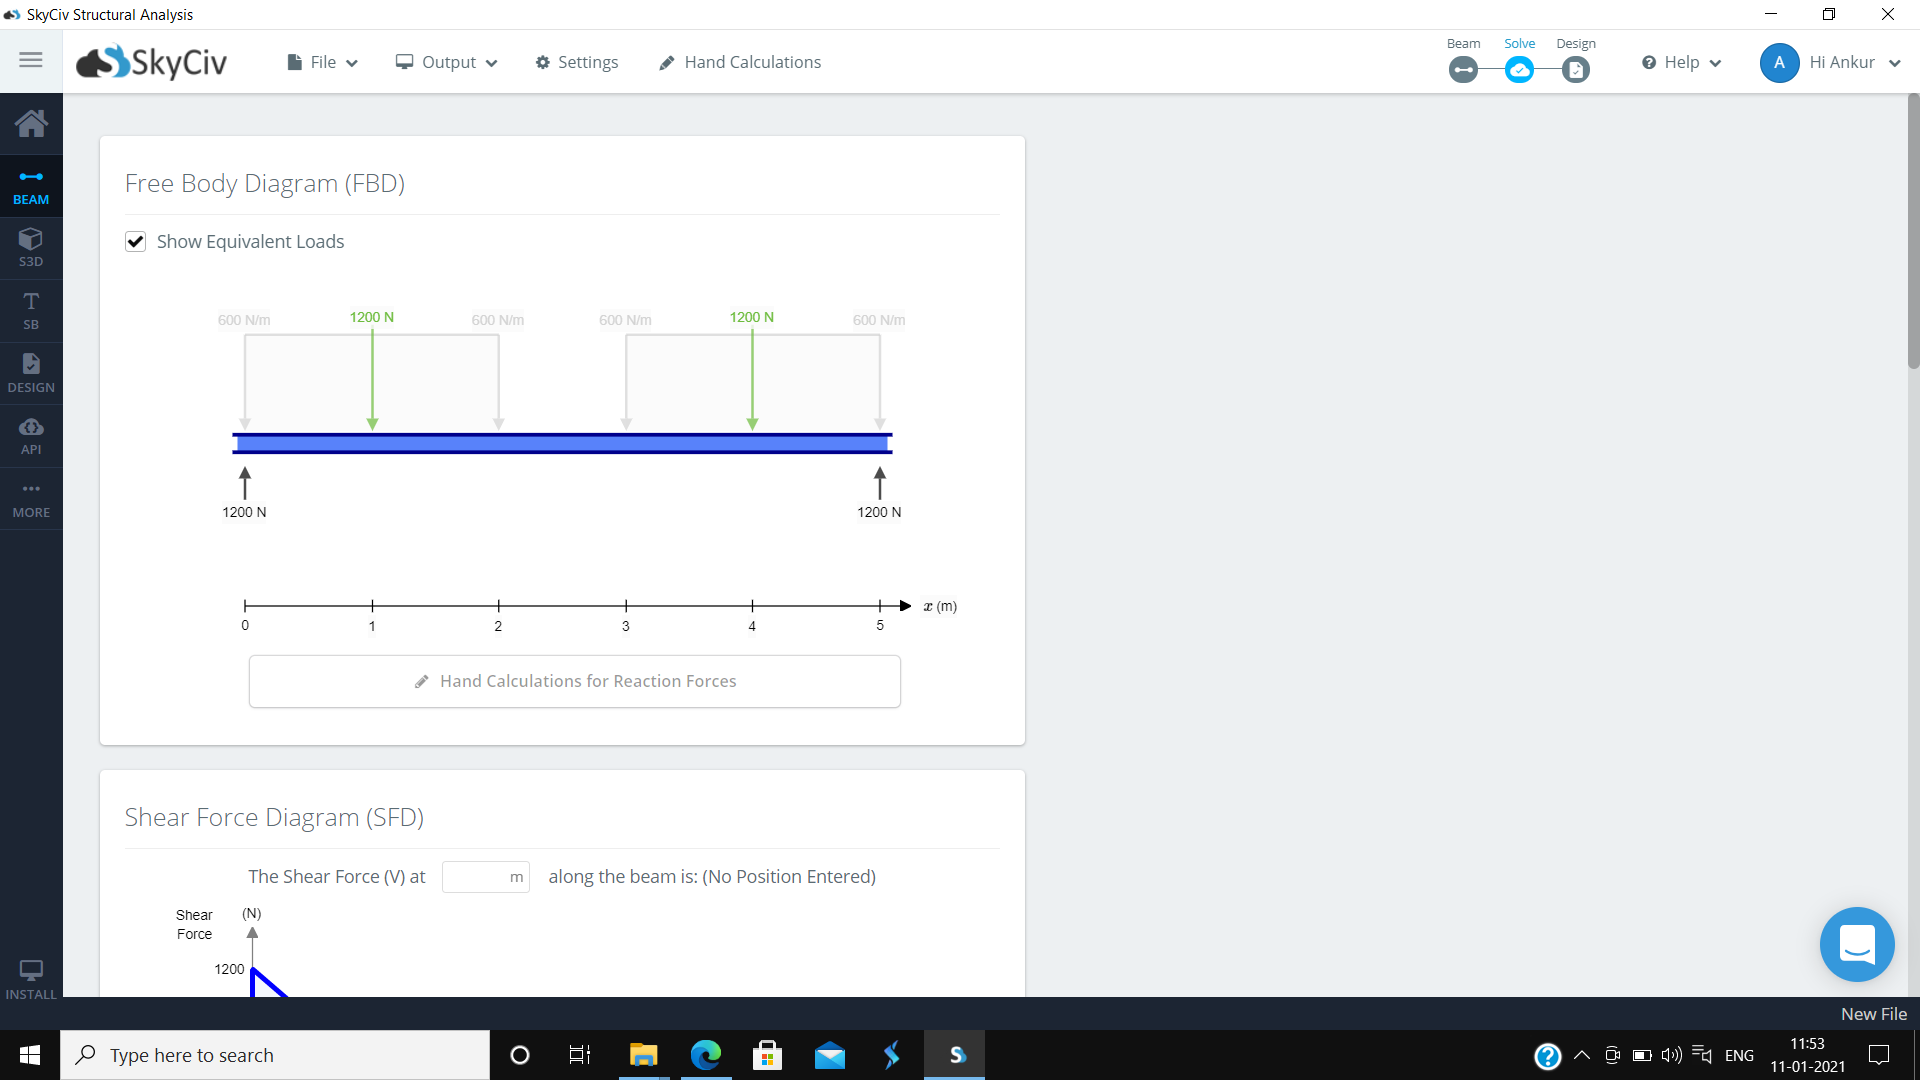 SkyCiv Structural Analysis
SkyCiv
File
Output
Settings
Hand Calculations
Beam
Solve
Design
Help
A
Hi Ankur
BEAM
S3D
T
SB
DESIGN
API
MORE
INSTALL
Free Body Diagram (FBD)
Show Equivalent Loads
600 N/m 1200 N 600 N/m 600 N/m 1200 N 600 N/m
1200 N 1200 N
x (m)
0 1 2 3 4 5
Hand Calculations for Reaction Forces
Shear Force Diagram (SFD)
The Shear Force (V) at m along the beam is: (No Position Entered)
Shear (N)
Force
1200
New File
Type here to search
S
ENG
11:53
11-01-2021